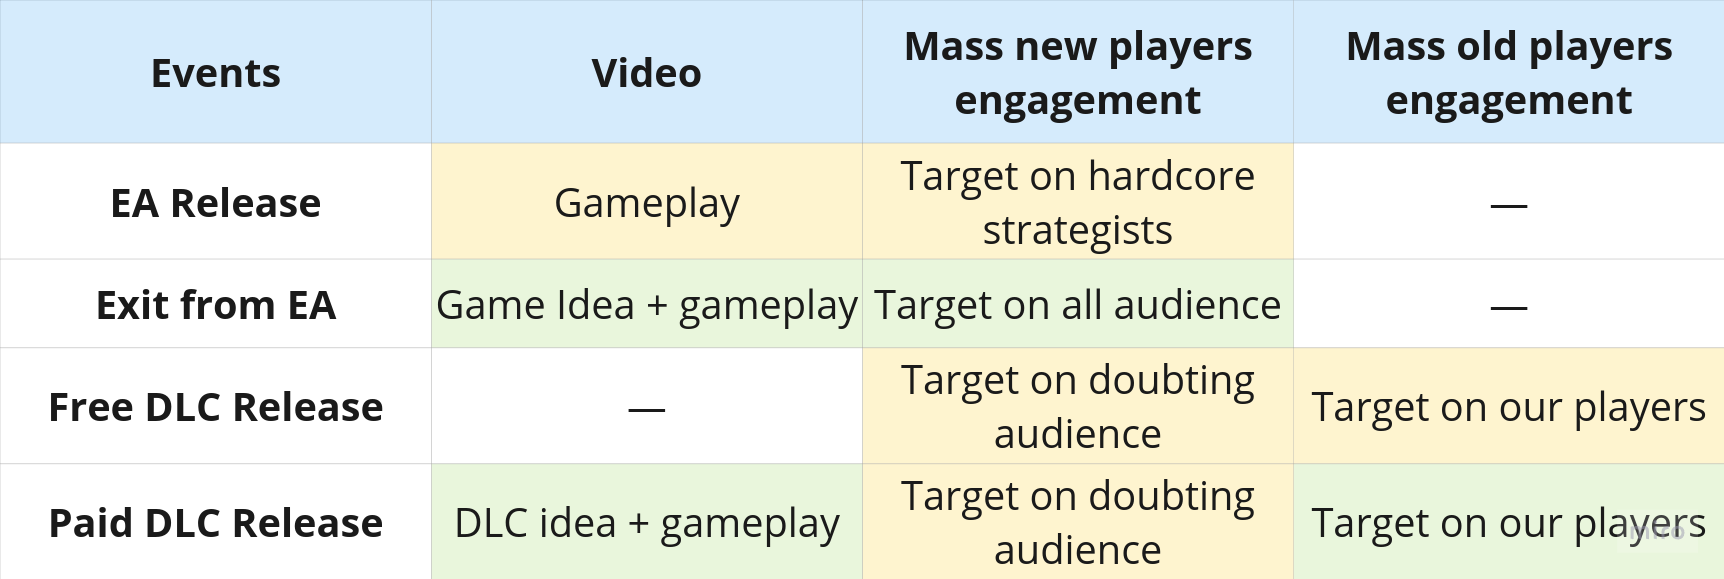 Events
Video
Mass new players
engagement
Mass old players
engagement
EA Release
Gameplay
Target on hardcore
strategists
—
Exit from EA
Game Idea + gameplay
Target on all audience
—
Free DLC Release
—
Target on doubting
audience
Target on our players
Paid DLC Release
DLC idea + gameplay
Target on doubting
audience
Target on our players
miro